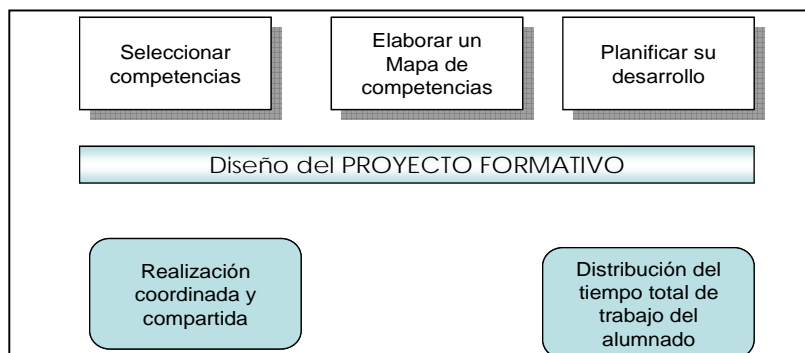 Seleccionar
competencias
Elaborar un
Mapa de
competencias
Planificar su
desarrollo
Diseño del PROYECTO FORMATIVO
Realización
coordinada y
compartida
Distribución del
tiempo total de
trabajo del
alumnado